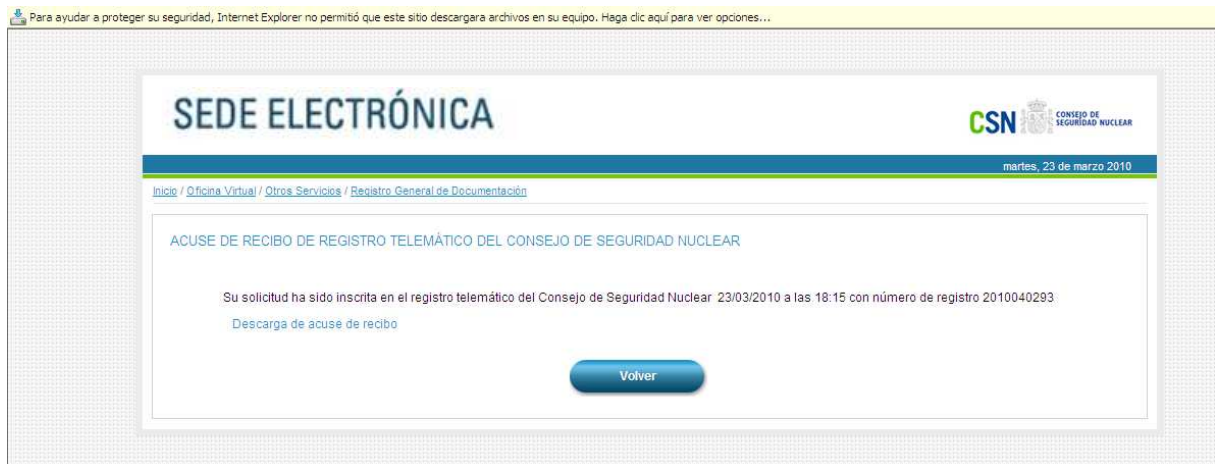 Para ayudar a proteger su seguridad, Internet Explorer no permitió que este sitio descargara archivos en su equipo. Haga clic aquí para ver opciones...
SEDE ELECTRÓNICA
CSN CONSEJO DE
SEGURIDAD NUCLEAR
martes, 23 de marzo 2010
Inicio / Oficina Virtual / Otros Servicios / Registro General de Documentación
ACUSE DE RECIBO DE REGISTRO TELEMÁTICO DEL CONSEJO DE SEGURIDAD NUCLEAR
Su solicitud ha sido inscrita en el registro telemático del Consejo de Seguridad Nuclear 23/03/2010 a las 18:15 con número de registro 2010040293
Descarga de acuse de recibo
Volver